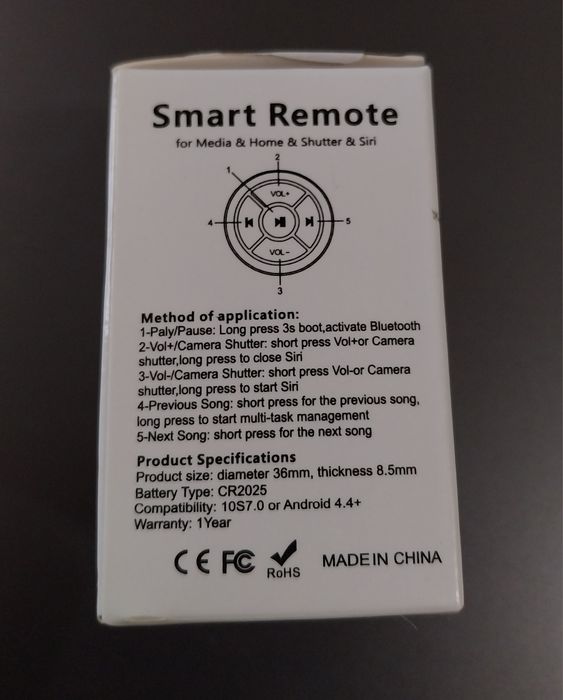 Smart Remote
for Media & Home & Shutter & Siri
2
1
VOL+
4
5
VOL-
3
Method of application:
1-Paly/Pause: Long press 3s boot,activate Bluetooth
2-Vol+/Camera Shutter: short press Vol+or Camera
shutter,long press to close Siri
3-Vol-/Camera Shutter: short press Vol-or Camera
shutter,long press to start Siri
4-Previous Song: short press for the previous song,
long press to start multi-task management
5-Next Song: short press for the next song
Product Specifications
Product size: diameter 36mm, thickness 8.5mm
Battery Type: CR2025
Compatibility: 10S7.0 or Android 4.4+
Warranty: 1Year
CE FC RoHS MADE IN CHINA